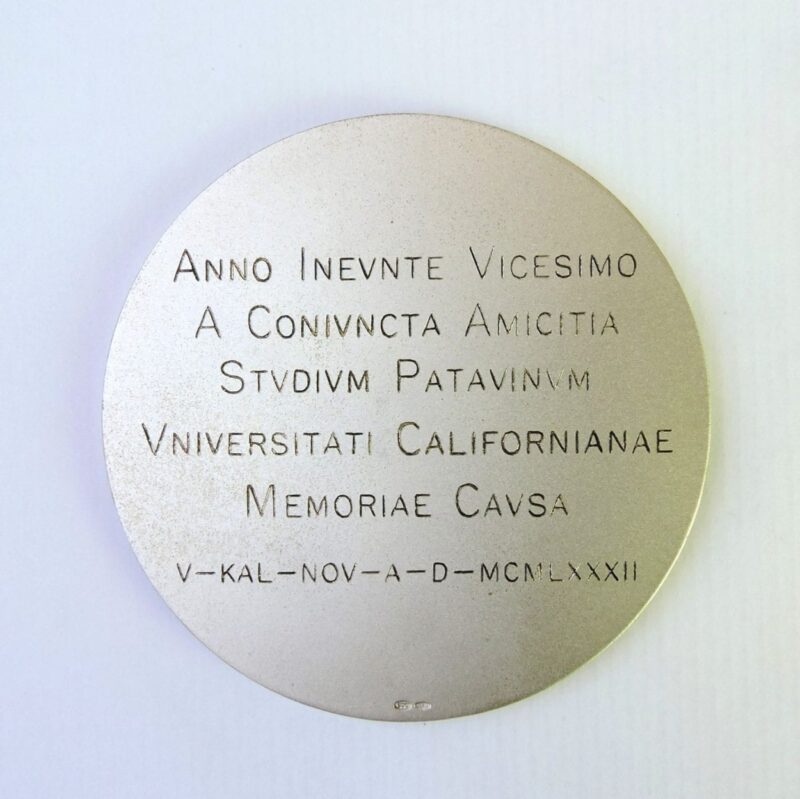 ANNO INEVNTE VICESIMO
A CONIVNCTA AMICITIA
STVDIVM PATAVINVM
VNIVERSITATI CALIFORNIANAE
MEMORIAE CAVSA
V–KAL–NOV–A–D–MCMLXXXII